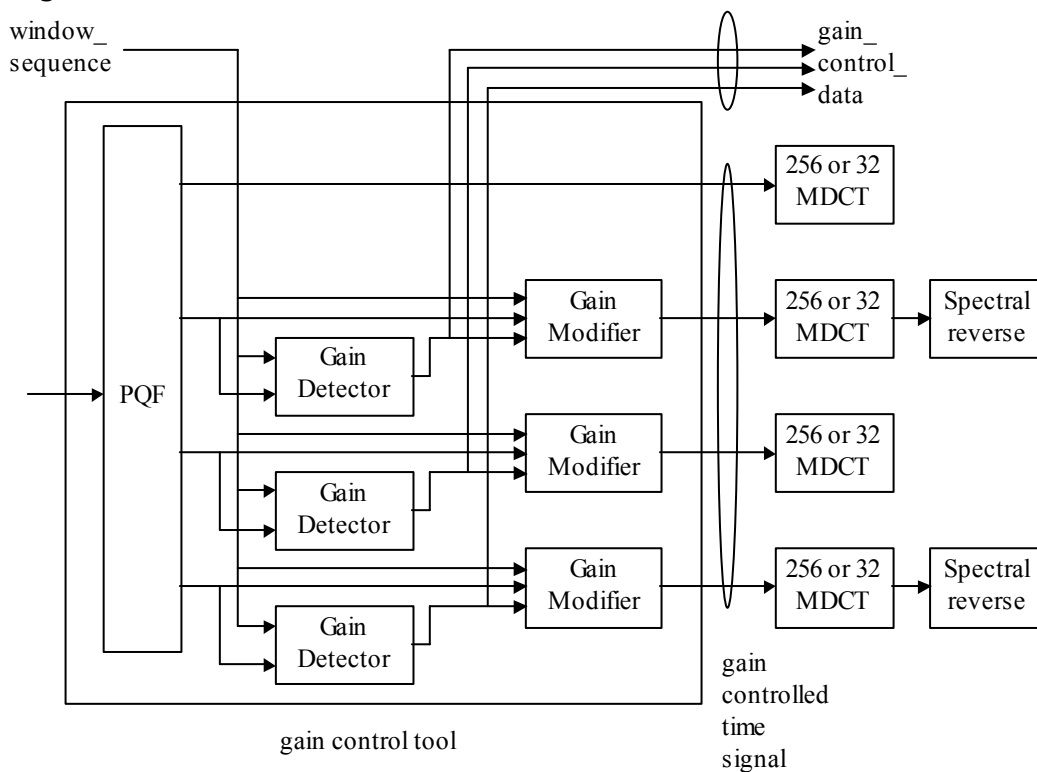 window_
sequence
gain_
control_
data
256 or 32
MDCT
Gain
Modifier
256 or 32
MDCT
Spectral
reverse
Gain
Detector
PQF
Gain
Modifier
256 or 32
MDCT
Gain
Detector
Gain
Modifier
256 or 32
MDCT
Spectral
reverse
Gain
Detector
gain
controlled
time
signal
gain control tool